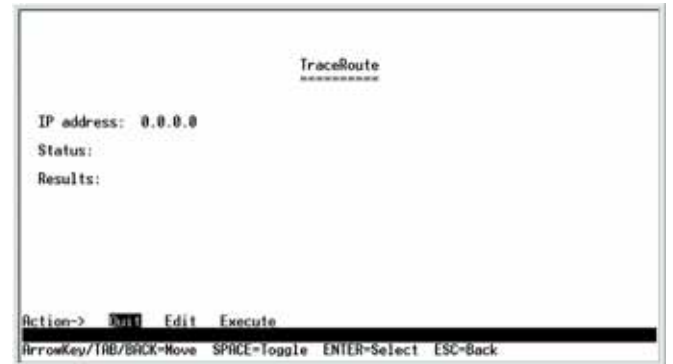 TraceRoute
==========
IP address: 0.0.0.0
Status:
Results:
Action-> Quit Edit Execute
ArrowKey/TAB/BACK=Move SPACE=Toggle ENTER=Select ESC=Back